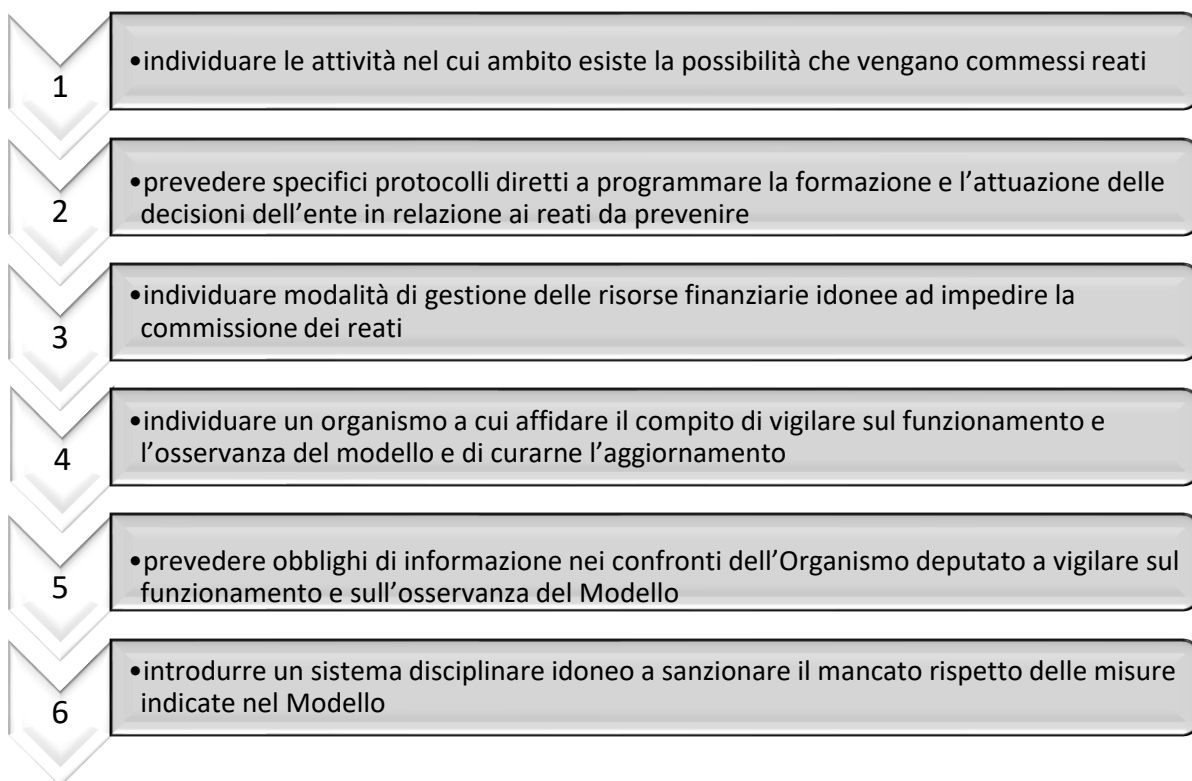 1
•individuare le attività nel cui ambito esiste la possibilità che vengano commessi reati
2
•prevedere specifici protocolli diretti a programmare la formazione e l’attuazione delle
decisioni dell’ente in relazione ai reati da prevenire
3
•individuare modalità di gestione delle risorse finanziarie idonee ad impedire la
commissione dei reati
4
•individuare un organismo a cui affidare il compito di vigilare sul funzionamento e
l’osservanza del modello e di curarne l’aggiornamento
5
•prevedere obblighi di informazione nei confronti dell’Organismo deputato a vigilare sul
funzionamento e sull’osservanza del Modello
6
•introdurre un sistema disciplinare idoneo a sanzionare il mancato rispetto delle misure
indicate nel Modello